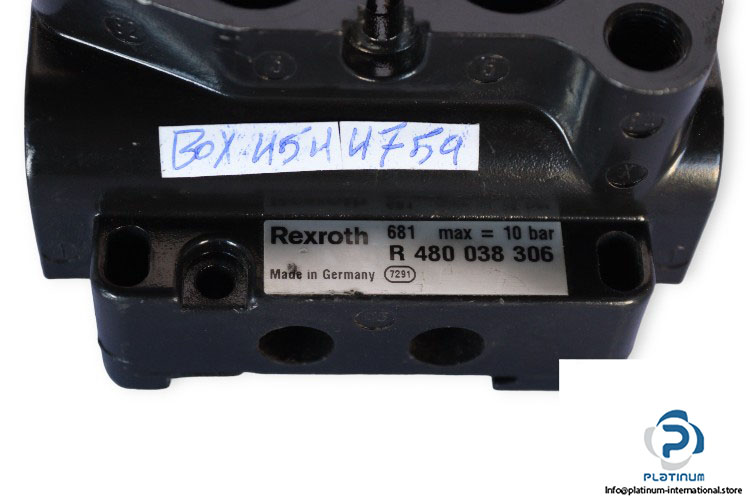 BOX 45H 4759
Rexroth 681 max = 10 bar
R 480 038 306
Made in Germany 7291
PLATINUM
Info@platinum-international.store